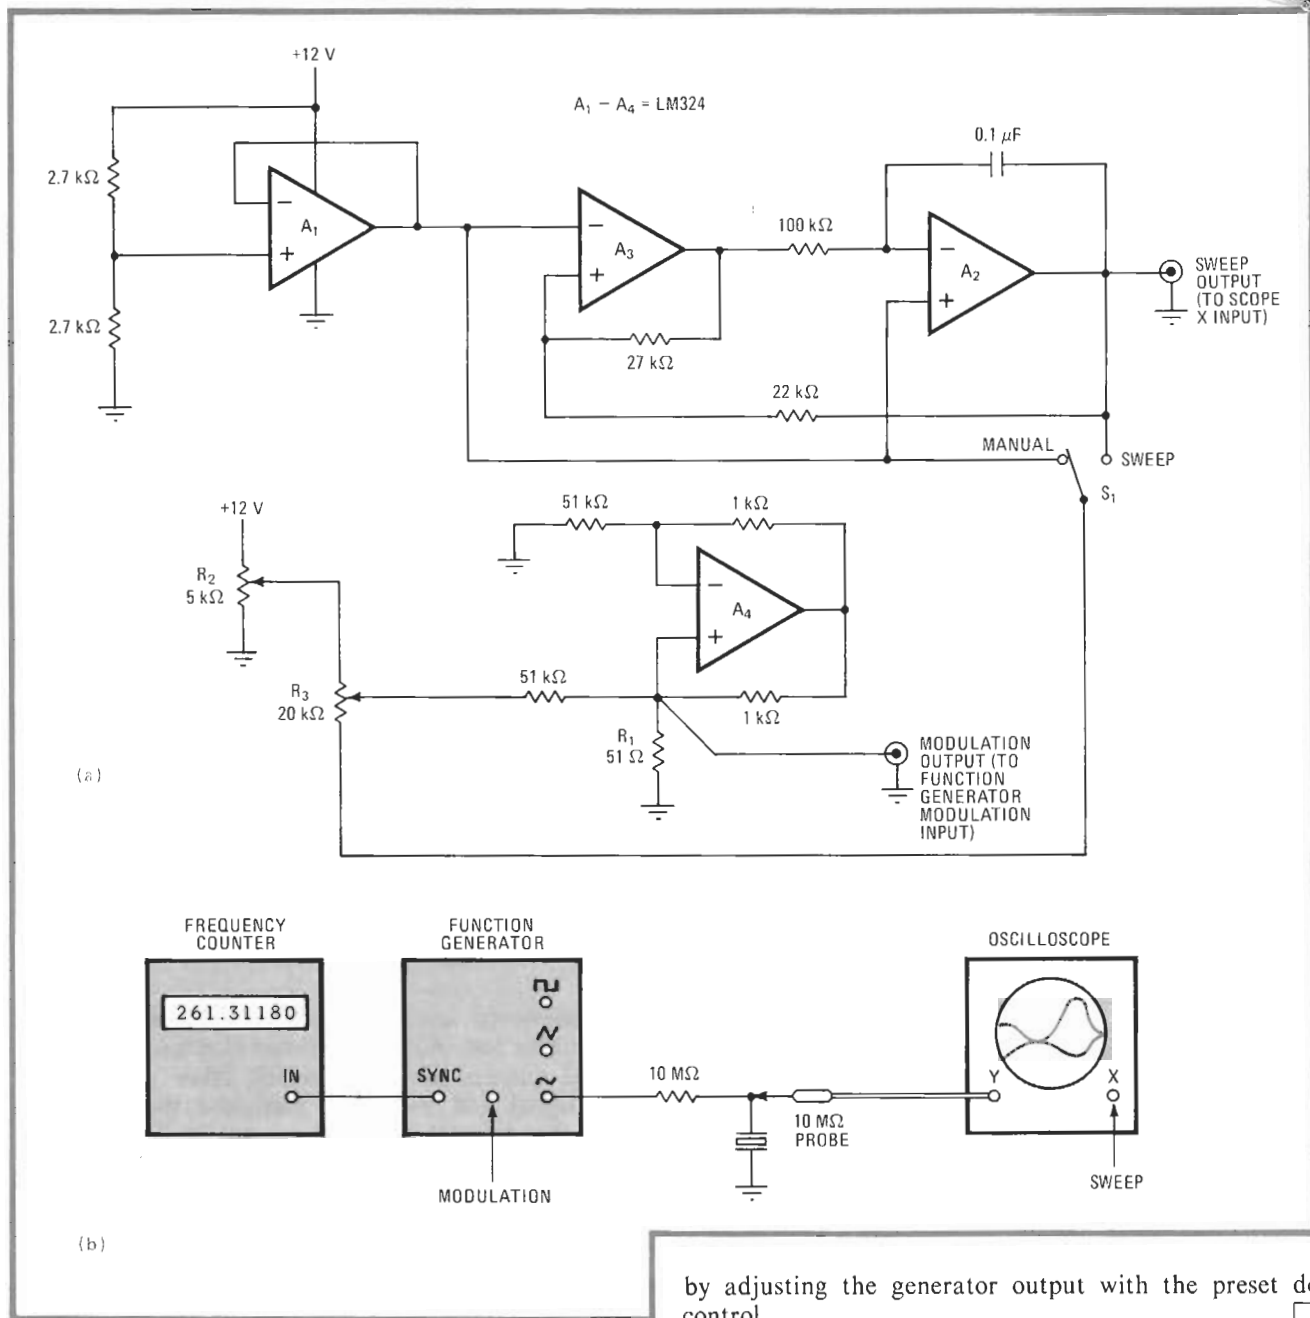 +12 V
A1 – A4 = LM324
0.1 μF
2.7 kΩ
−
A1
+
−
A3
+
100 kΩ
−
A2
+
SWEEP
OUTPUT
(TO SCOPE
X INPUT)
2.7 kΩ
27 kΩ
22 kΩ
MANUAL
SWEEP
S1
+12 V
51 kΩ
1 kΩ
R2
5 kΩ
−
A4
+
51 kΩ
R3
20 kΩ
1 kΩ
R1
51 Ω
MODULATION
OUTPUT (TO
FUNCTION
GENERATOR
MODULATION
INPUT)
(a)
FREQUENCY
COUNTER
FUNCTION
GENERATOR
OSCILLOSCOPE
261.31180
IN
SYNC
10 MΩ
Y
X
10 MΩ
PROBE
MODULATION
SWEEP
(b)
by adjusting the generator output with the preset
control